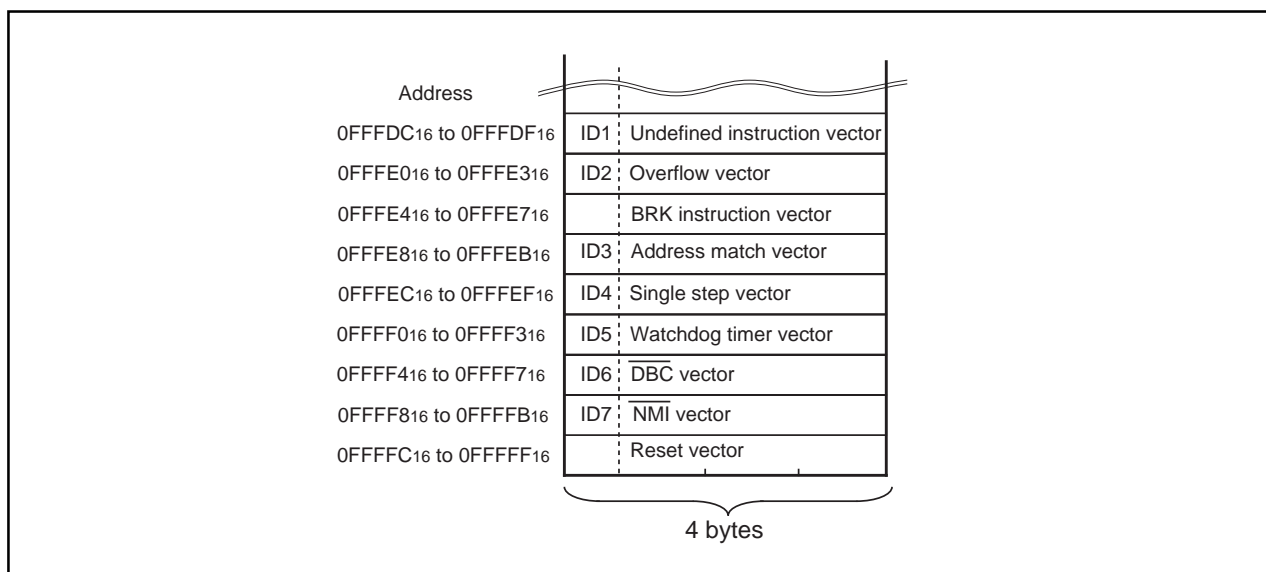 Address
0FFFDC16 to 0FFFDF16 ID1 Undefined instruction vector
0FFFE016 to 0FFFE316 ID2 Overflow vector
0FFFE416 to 0FFFE716 BRK instruction vector
0FFFE816 to 0FFFEB16 ID3 Address match vector
0FFFEC16 to 0FFFEF16 ID4 Single step vector
0FFFF016 to 0FFFF316 ID5 Watchdog timer vector
0FFFF416 to 0FFFF716 ID6 D̅B̅C̅ vector
0FFFF816 to 0FFFFB16 ID7 N̅M̅I̅ vector
0FFFFC16 to 0FFFFF16 Reset vector
4 bytes